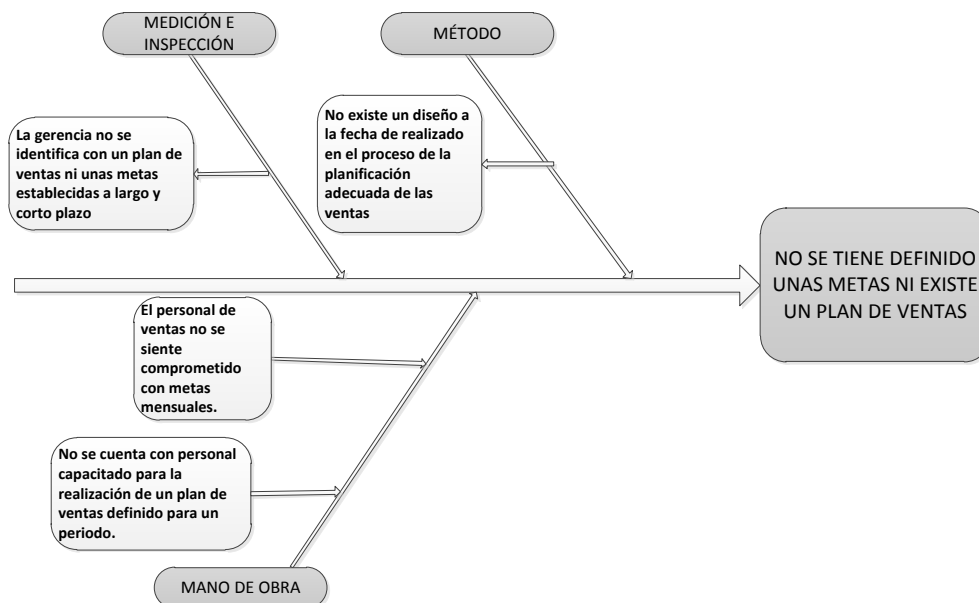 MEDICIÓN E
INSPECCIÓN
MÉTODO
La gerencia no se
identifica con un plan de
ventas ni unas metas
establecidas a largo y
corto plazo
No existe un diseño a
la fecha de realizado
en el proceso de la
planificación
adecuada de las
ventas
NO SE TIENE DEFINIDO
UNAS METAS NI EXISTE
UN PLAN DE VENTAS
El personal de
ventas no se
siente
comprometido
con metas
mensuales.
No se cuenta con personal
capacitado para la
realización de un plan de
ventas definido para un
periodo.
MANO DE OBRA